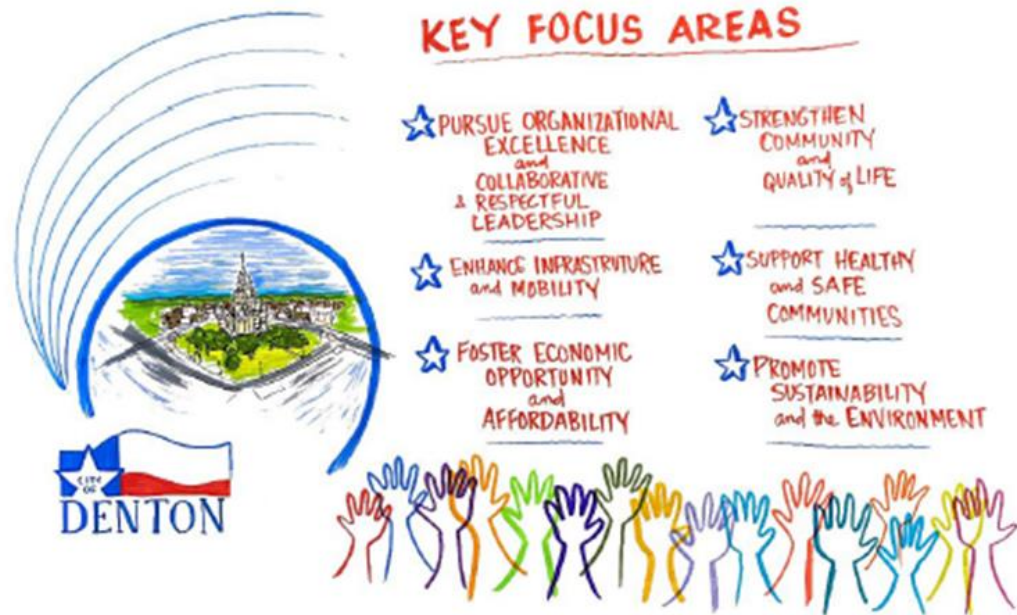 KEY FOCUS AREAS
PURSUE ORGANIZATIONAL
EXCELLENCE
and
COLLABORATIVE
& RESPECTFUL
LEADERSHIP
ENHANCE INFRASTRUTURE
and MOBILITY
FOSTER ECONOMIC
OPPORTUNITY
and
AFFORDABILITY
STRENGTHEN
COMMUNITY
and
QUALITY of LIFE
SUPPORT HEALTHY
and SAFE
COMMUNITIES
PROMOTE
SUSTAINABILITY
and the ENVIRONMENT
CITY
OF
DENTON